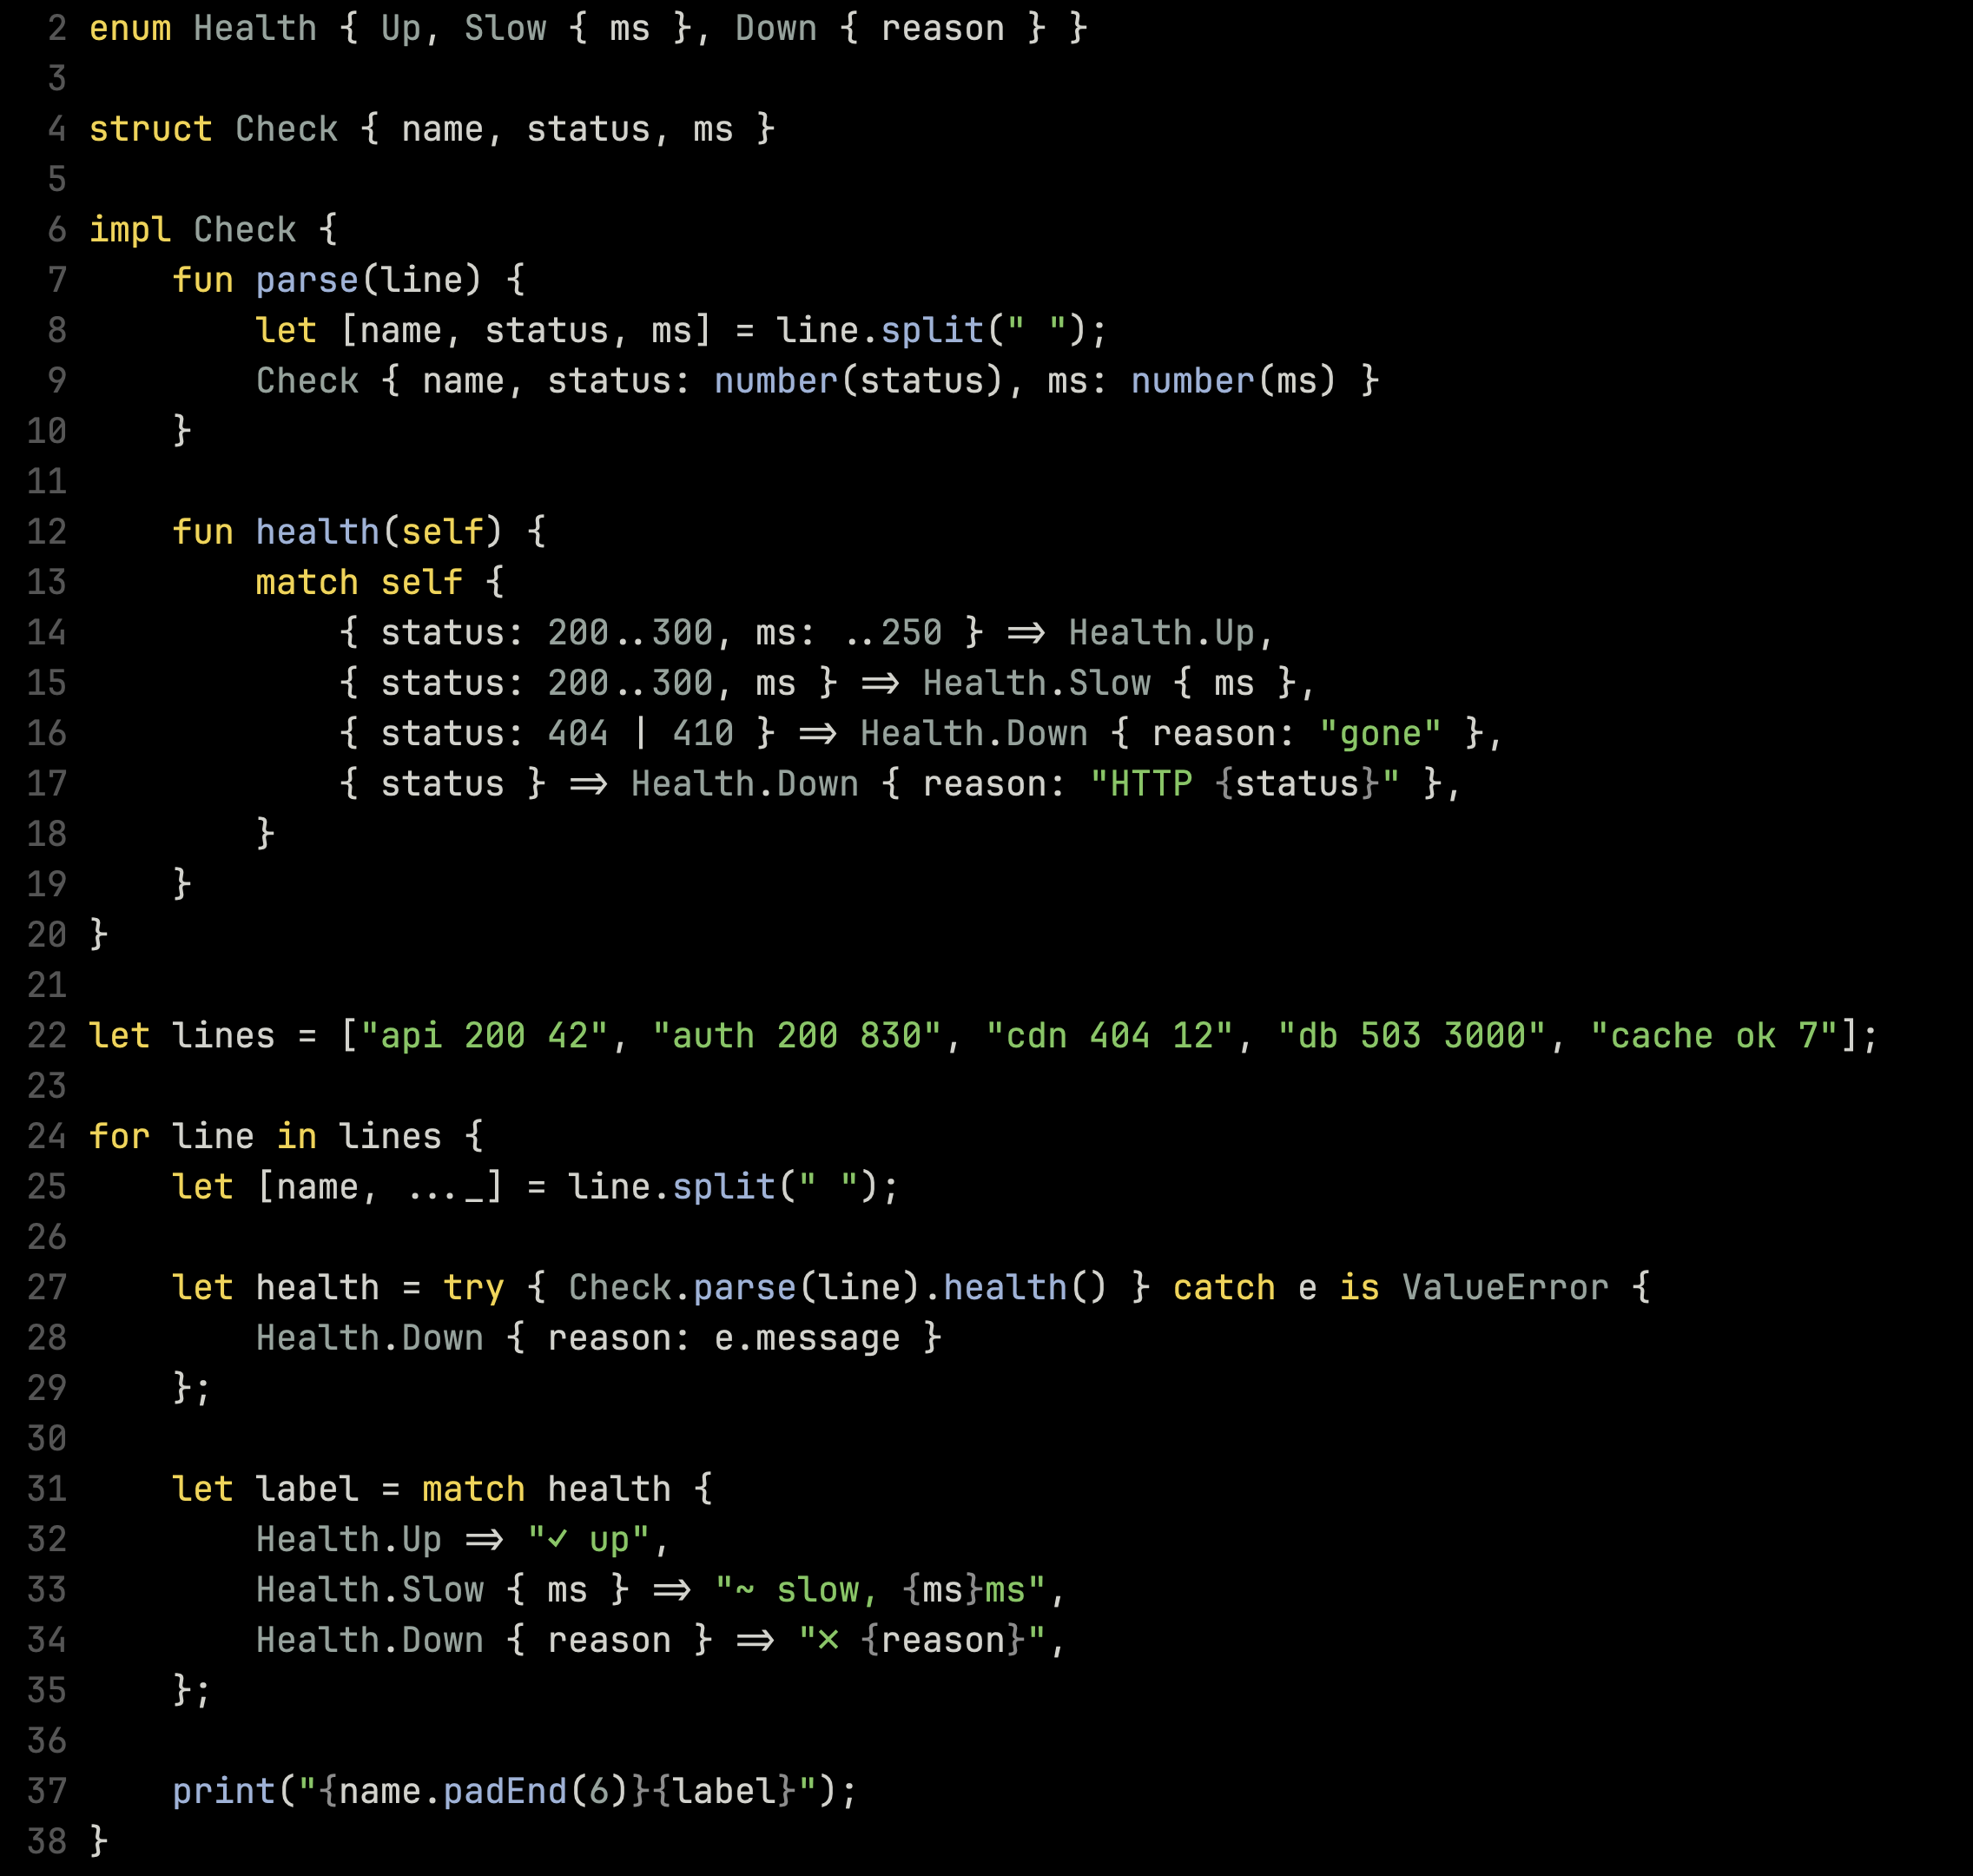 2 enum Health { Up, Slow { ms }, Down { reason } }
3
4 struct Check { name, status, ms }
5
6 impl Check {
7     fun parse(line) {
8         let [name, status, ms] = line.split(" ");
9         Check { name, status: number(status), ms: number(ms) }
10     }
11
12     fun health(self) {
13         match self {
14             { status: 200..300, ms: ..250 } => Health.Up,
15             { status: 200..300, ms } => Health.Slow { ms },
16             { status: 404 | 410 } => Health.Down { reason: "gone" },
17             { status } => Health.Down { reason: "HTTP {status}" },
18         }
19     }
20 }
21
22 let lines = ["api 200 42", "auth 200 830", "cdn 404 12", "db 503 3000", "cache ok 7"];
23
24 for line in lines {
25     let [name, ..._] = line.split(" ");
26
27     let health = try { Check.parse(line).health() } catch e is ValueError {
28         Health.Down { reason: e.message }
29     };
30
31     let label = match health {
32         Health.Up => "✓ up",
33         Health.Slow { ms } => "~ slow, {ms}ms",
34         Health.Down { reason } => "✕ {reason}",
35     };
36
37     print("{name.padEnd(6)}{label}");
38 }